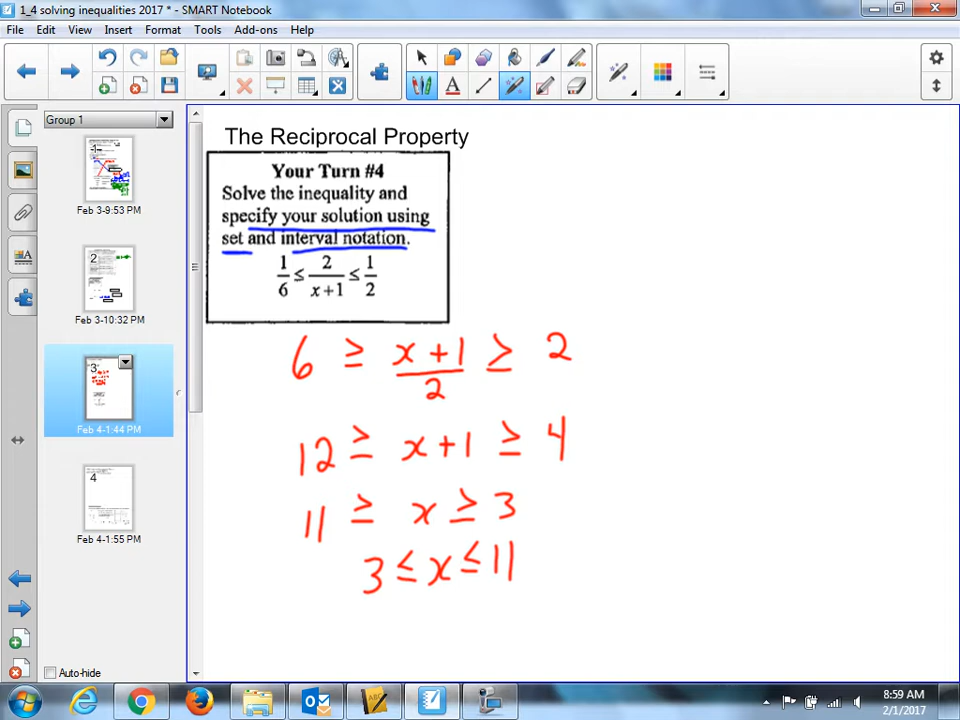 1_4 solving inequalities 2017 * - SMART Notebook
File Edit View Insert Format Tools Add-ons Help
Group 1
Feb 3-9:53 PM
2
Feb 3-10:32 PM
3
Feb 4-1:44 PM
4
Feb 4-1:55 PM
Auto-hide
The Reciprocal Property
Your Turn #4
Solve the inequality and
specify your solution using
set and interval notation.
1/6 ≤ 2/(x+1) ≤ 1/2
6 ≥ (x+1)/2 ≥ 2
12 ≥ x+1 ≥ 4
11 ≥ x ≥ 3
3 ≤ x ≤ 11
8:59 AM
2/1/2017